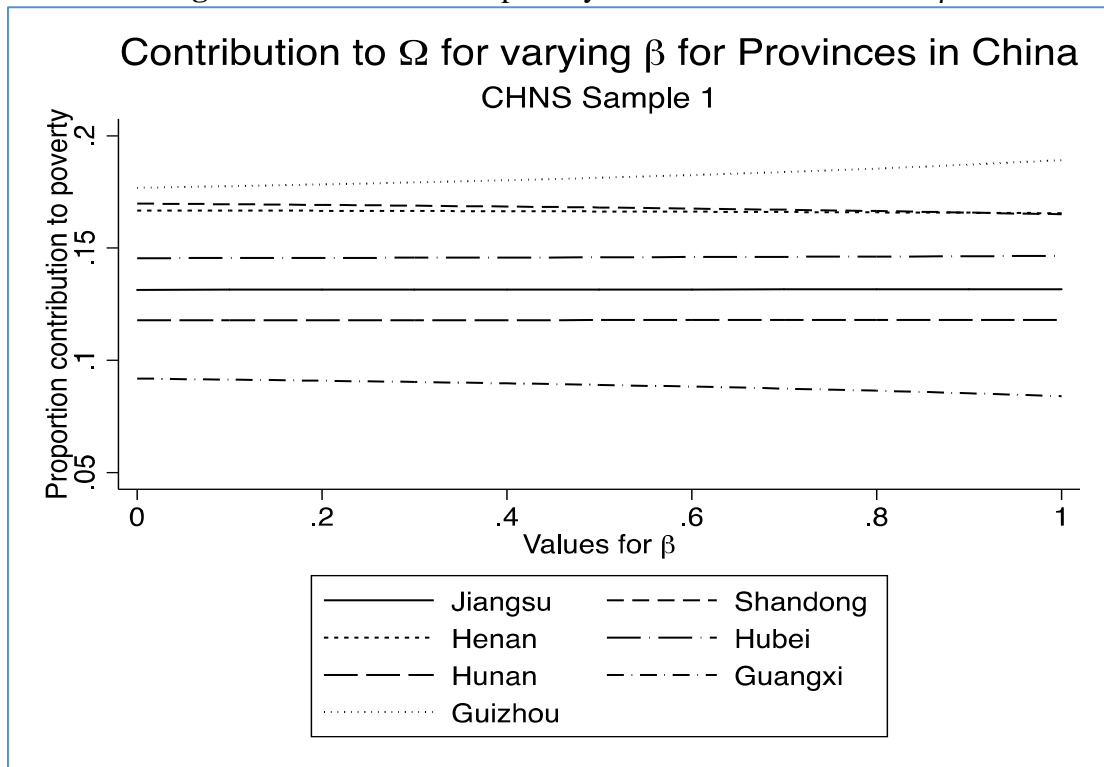 Contribution to Ω for varying β for Provinces in China
CHNS Sample 1
Proportion contribution to poverty
.2
.15
.1
.05
0 .2 .4 .6 .8 1
Values for β
Jiangsu Shandong
Henan Hubei
Hunan Guangxi
Guizhou